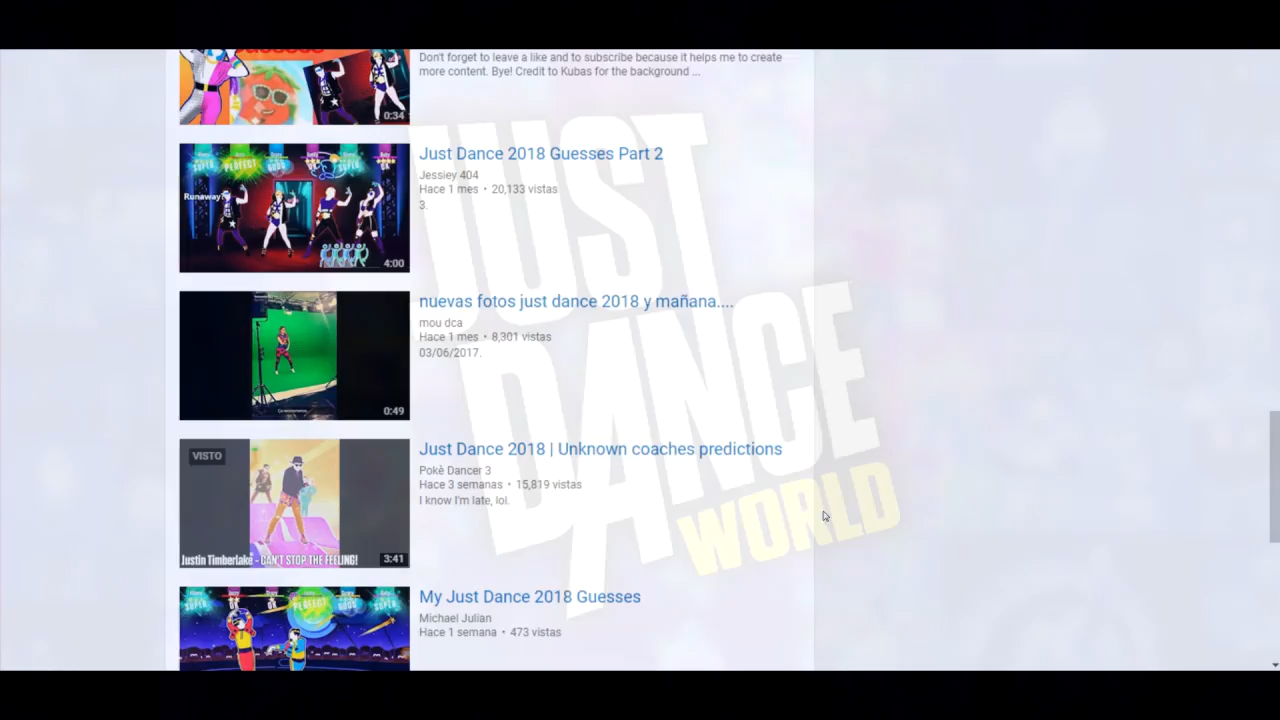 Don't forget to leave a like and to subscribe because it helps me to create
more content. Bye! Credit to Kubas for the background ...
0:34
Just Dance 2018 Guesses Part 2
Jessiey 404
Hace 1 mes • 20,133 vistas
3.
Runaway?
4:00
nuevas fotos just dance 2018 y mañana....
mou dca
Hace 1 mes • 8,301 vistas
03/06/2017.
0:49
VISTO
Just Dance 2018 | Unknown coaches predictions
Pokè Dancer 3
Hace 3 semanas • 15,819 vistas
I know I'm late, lol.
Justin Timberlake - CAN'T STOP THE FEELING!
3:41
My Just Dance 2018 Guesses
Michael Julian
Hace 1 semana • 473 vistas
JUST
DANCE
WORLD